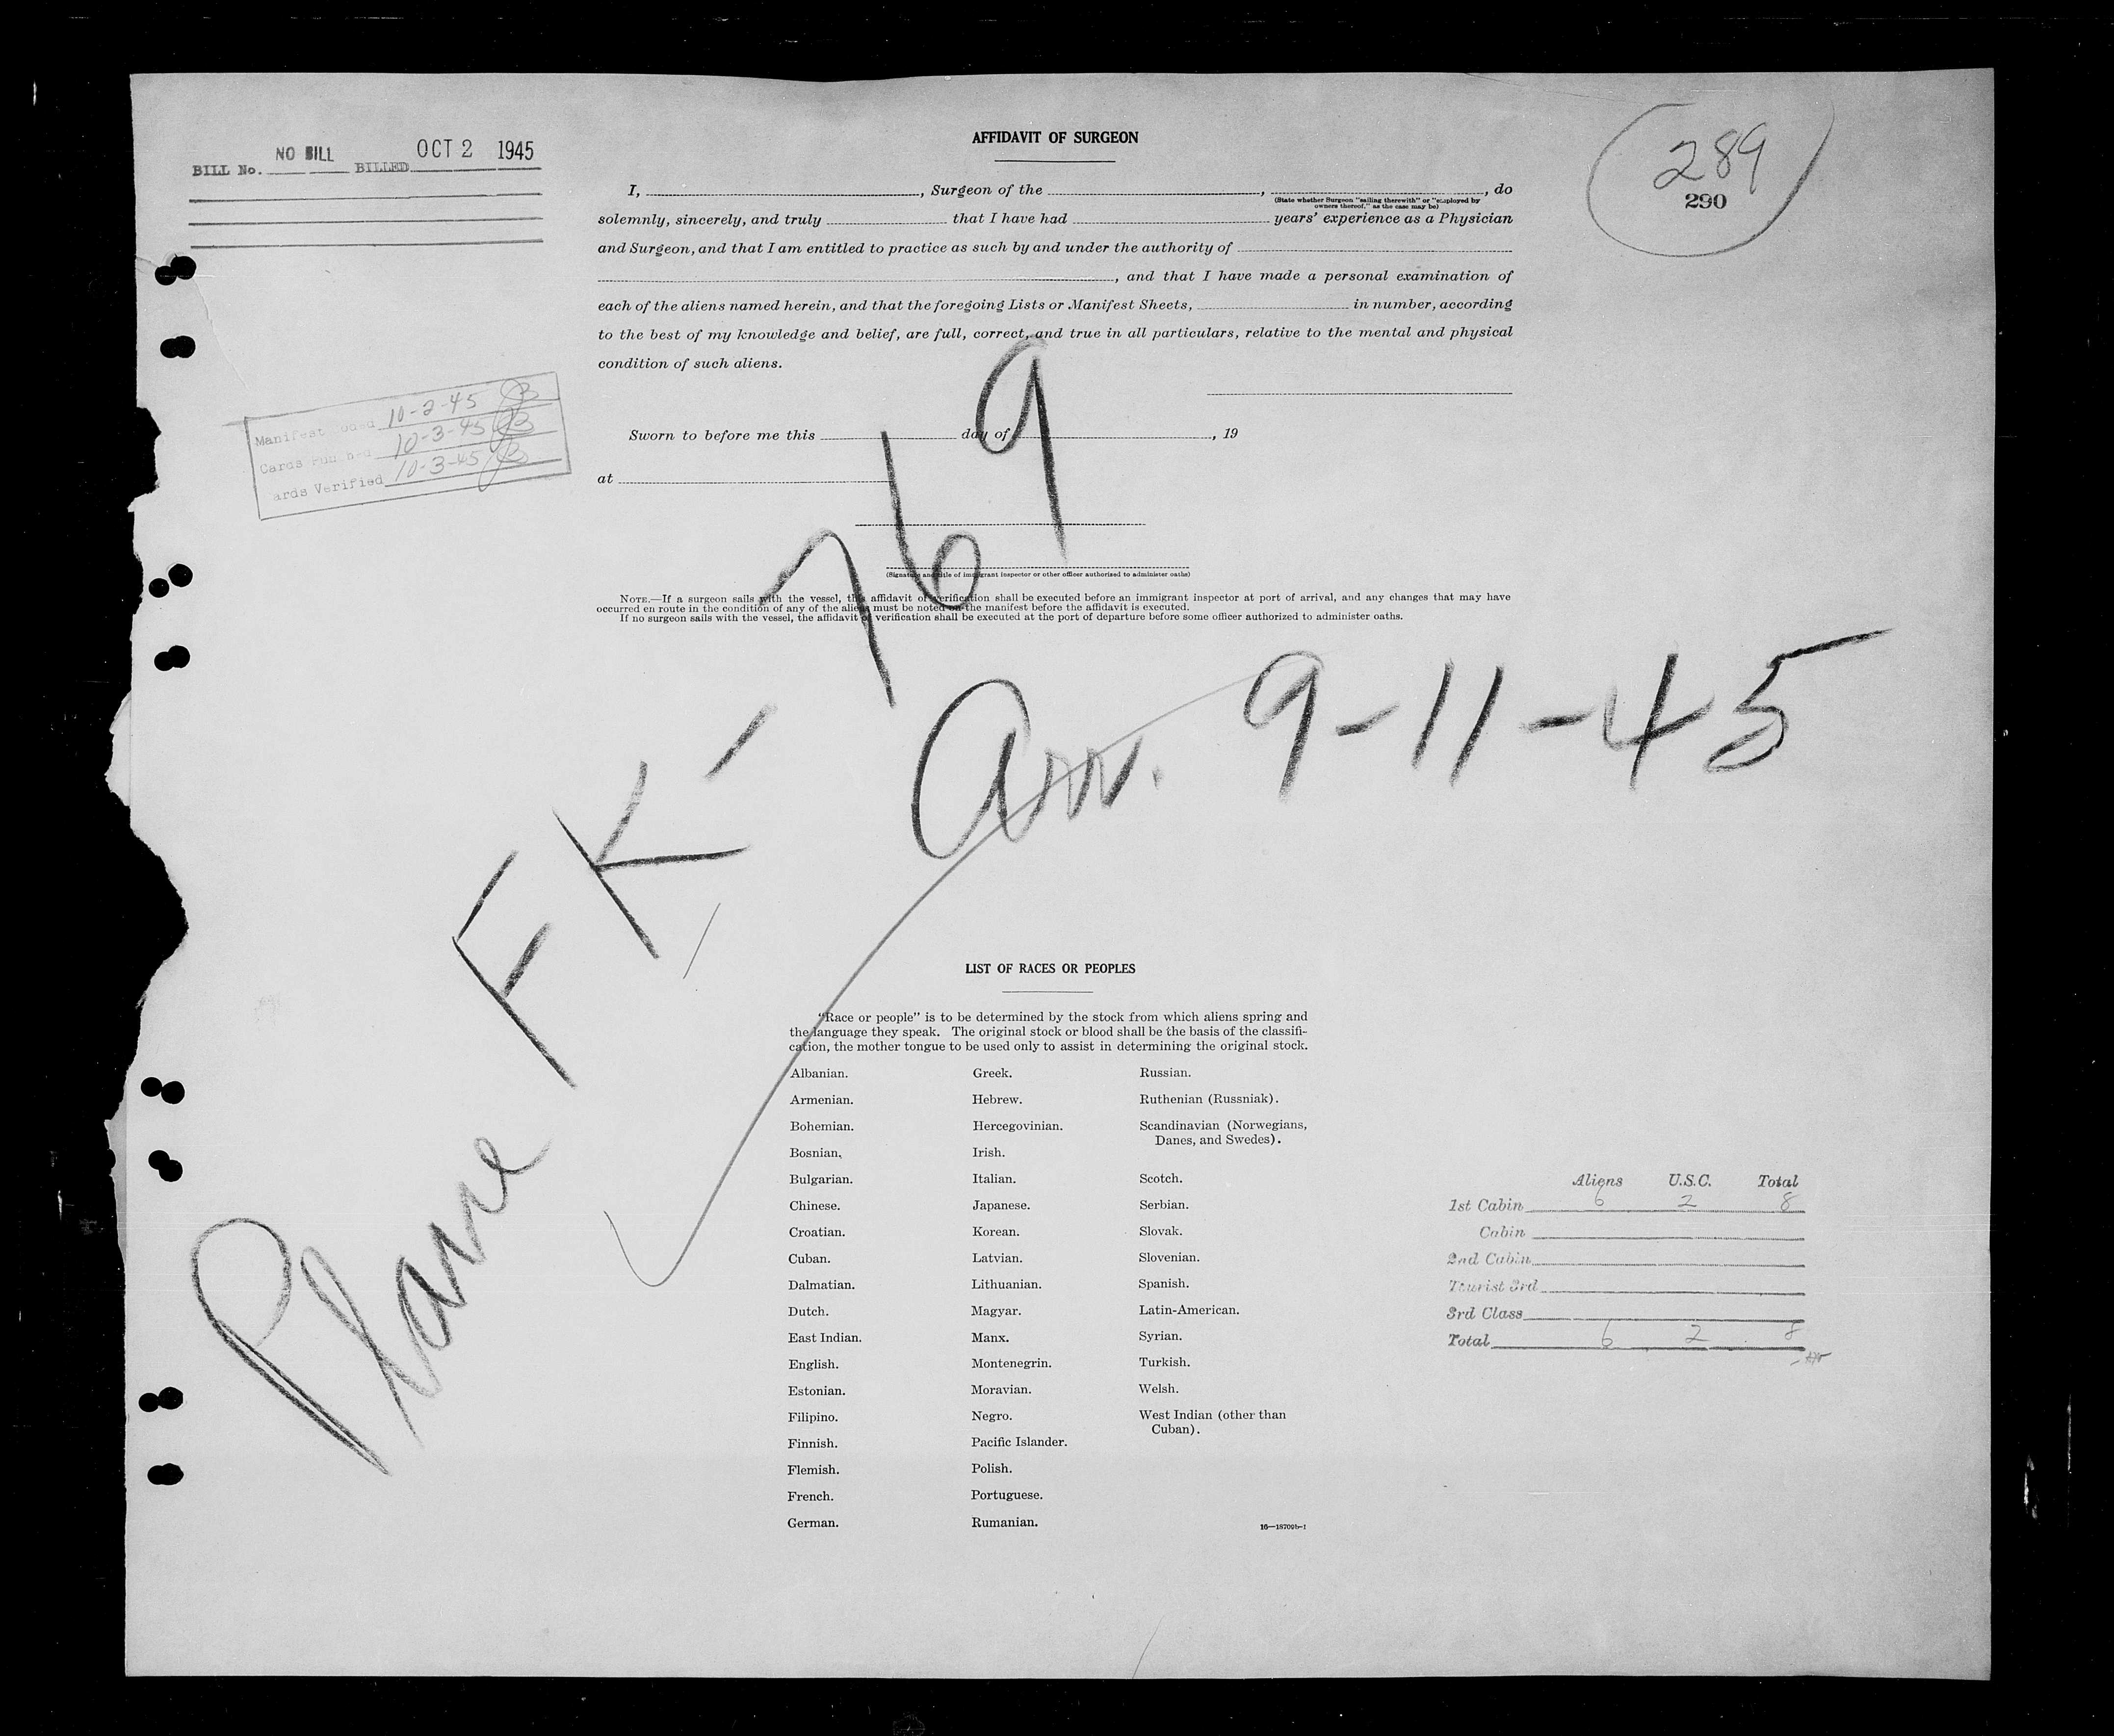 BILL No. NO BILL BILLED OCT 2 1945
289
290
AFFIDAVIT OF SURGEON
I, , Surgeon of the , , do
(State whether Surgeon "sailing therewith" or "employed by
owners thereof," as the case may be)
solemnly, sincerely, and truly that I have had years' experience as a Physician
and Surgeon, and that I am entitled to practice as such by and under the authority of
, and that I have made a personal examination of
each of the aliens named herein, and that the foregoing Lists or Manifest Sheets, in number, according
to the best of my knowledge and belief, are full, correct, and true in all particulars, relative to the mental and physical
condition of such aliens.
Manifest 10-2-45
Cards 10-3-45
ards Verified 10-3-45
Sworn to before me this day of , 19
at
(Signature and title of immigrant inspector or other officer authorized to administer oaths)
NOTE.—If a surgeon sails with the vessel, this affidavit of verification shall be executed before an immigrant inspector at port of arrival, and any changes that may have
occurred en route in the condition of any of the aliens must be noted on the manifest before the affidavit is executed.
If no surgeon sails with the vessel, the affidavit of verification shall be executed at the port of departure before some officer authorized to administer oaths.
Plane FK-769
Arr. 9-11-45
LIST OF RACES OR PEOPLES
"Race or people" is to be determined by the stock from which aliens spring and
the language they speak. The original stock or blood shall be the basis of the classifi-
cation, the mother tongue to be used only to assist in determining the original stock.
Albanian.
Armenian.
Bohemian.
Bosnian.
Bulgarian.
Chinese.
Croatian.
Cuban.
Dalmatian.
Dutch.
East Indian.
English.
Estonian.
Filipino.
Finnish.
Flemish.
French.
German.
Greek.
Hebrew.
Hercegovinian.
Irish.
Italian.
Japanese.
Korean.
Latvian.
Lithuanian.
Magyar.
Manx.
Montenegrin.
Moravian.
Negro.
Pacific Islander.
Polish.
Portuguese.
Rumanian.
Russian.
Ruthenian (Russniak).
Scandinavian (Norwegians,
Danes, and Swedes).
Scotch.
Serbian.
Slovak.
Slovenian.
Spanish.
Latin-American.
Syrian.
Turkish.
Welsh.
West Indian (other than
Cuban).
16—18709b-1
Aliens U.S.C. Total
1st Cabin 6 2 8
Cabin
2nd Cabin
Tourist 3rd
3rd Class
Total 6 2 8